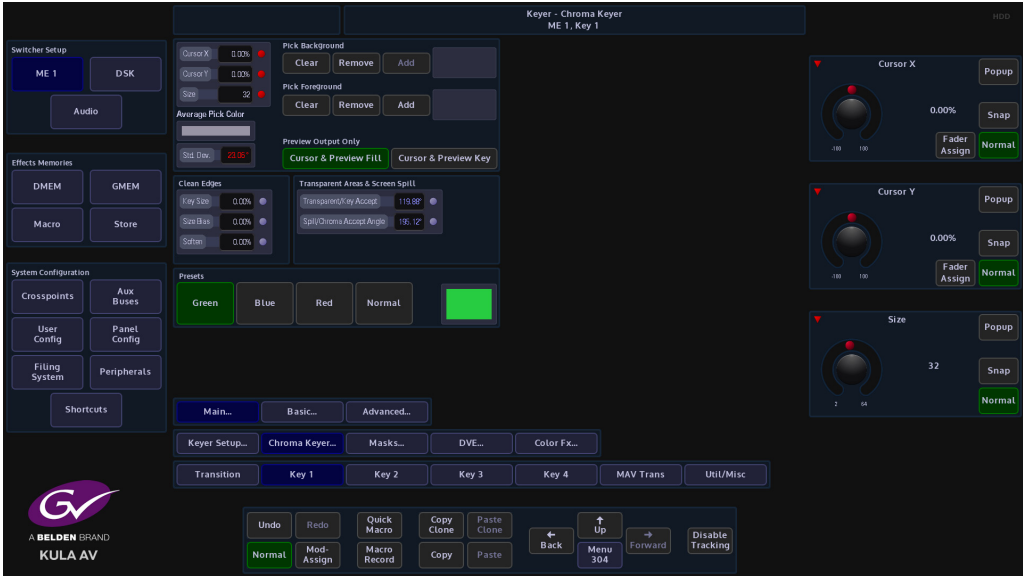 Keyer - Chroma Keyer
ME 1, Key 1
HDD
Switcher Setup
ME 1
DSK
Audio
Effects Memories
DMEM
GMEM
Macro
Store
System Configuration
Crosspoints
Aux
Buses
User
Config
Panel
Config
Filing
System
Peripherals
Shortcuts
GV
A BELDEN BRAND
KULA AV
Cursor X 0.00%
Cursor Y 0.00%
Size 32
Average Pick Color
Std. Dev. 23.05°
Pick Background
Clear Remove Add
Pick Foreground
Clear Remove Add
Preview Output Only
Cursor & Preview Fill Cursor & Preview Key
Clean Edges
Key Size 0.00%
Size Bias 0.00%
Soften 0.00%
Transparent Areas & Screen Spill
Transparent/Key Accept 119.88°
Spill/Chroma Accept Angle 195.12°
Presets
Green Blue Red Normal
Main... Basic... Advanced...
Keyer Setup... Chroma Keyer... Masks... DVE... Color Fx...
Transition Key 1 Key 2 Key 3 Key 4 MAV Trans Util/Misc
Undo
Redo
Normal
Mod-
Assign
Quick
Macro
Macro
Record
Copy
Clone
Paste
Clone
Copy
Paste
Back
Up
Menu
304
Forward
Disable
Tracking
Cursor X
Popup
0.00%
Snap
-100 100
Fader
Assign
Normal
Cursor Y
Popup
0.00%
Snap
-100 100
Fader
Assign
Normal
Size
Popup
32
Snap
2 64
Normal